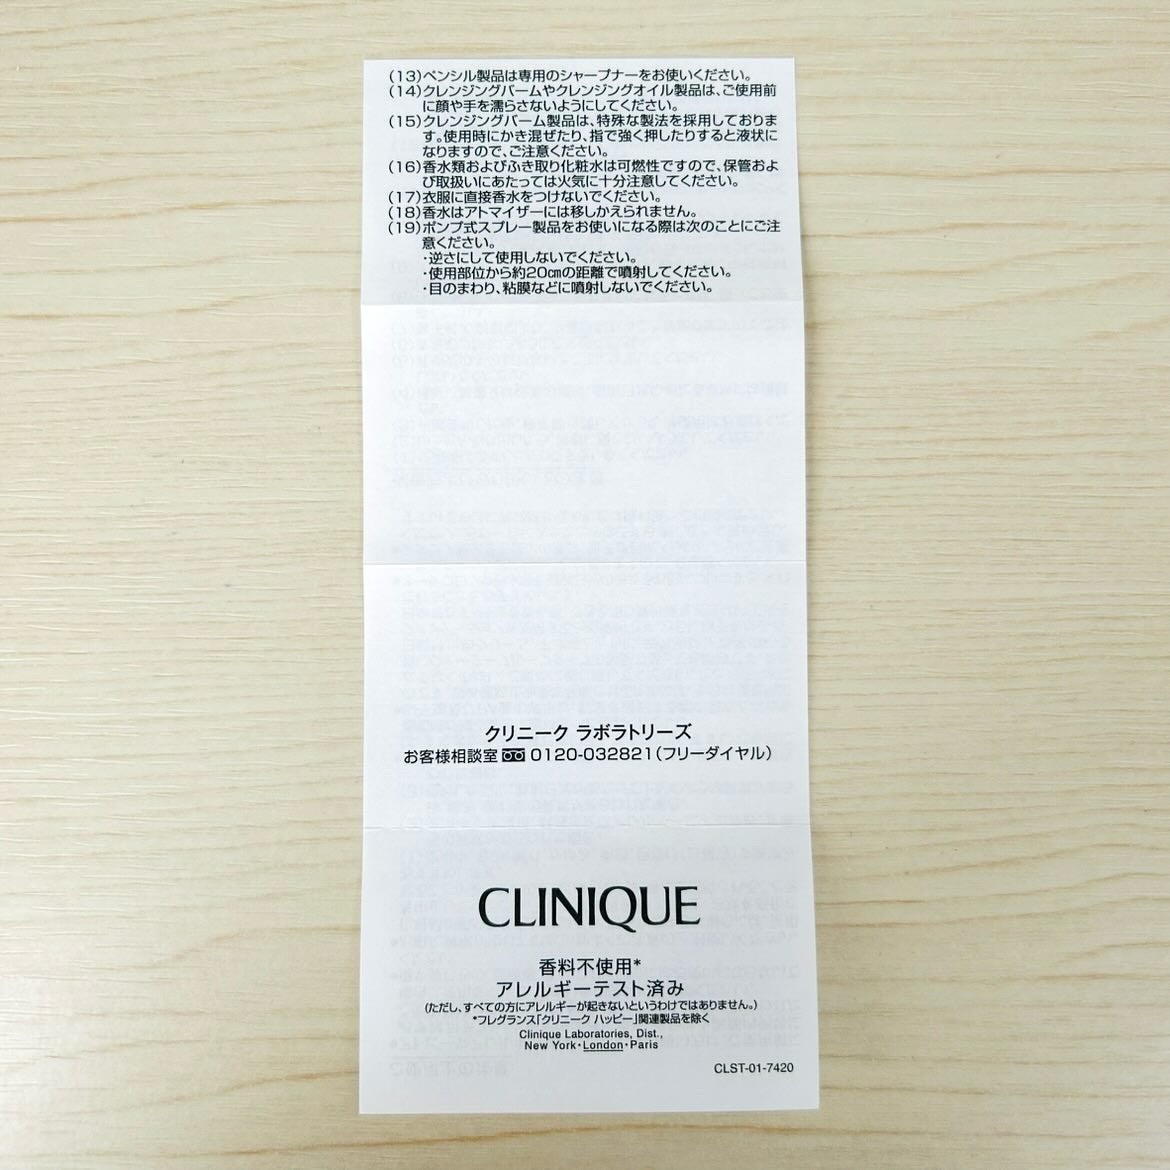 (13)ペンシル製品は専用のシャープナーをお使いください。
(14)クレンジングバームやクレンジングオイル製品は、ご使用前
に顔や手を濡らさないようにしてください。
(15)クレンジングバーム製品は、特殊な製法を採用しておりま
す。使用時にかき混ぜたり、指で強く押したりすると液状に
なりますので、ご注意ください。
(16)香水類およびふき取り化粧水は可燃性ですので、保管およ
び取扱いにあたっては火気に十分注意してください。
(17)衣服に直接香水をつけないでください。
(18)香水はアトマイザーには移しかえられません。
(19)ポンプ式スプレー製品をお使いになる際は次のことにご注
意ください。
・逆さにして使用しないでください。
・使用部位から約20㎝の距離で噴射してください。
・目のまわり、粘膜などに噴射しないでください。
クリニーク ラボラトリーズ
お客様相談室 0120-032821(フリーダイヤル)
CLINIQUE
香料不使用*
アレルギーテスト済み
(ただし、すべての方にアレルギーが起きないというわけではありません。)
*フレグランス「クリニーク ハッピー」関連製品を除く
Clinique Laboratories, Dist.,
New York・London・Paris
CLST-01-7420